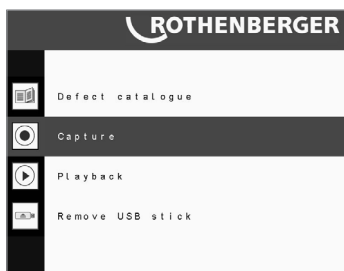 ROTHENBERGER
Defect catalogue
Capture
Playback
Remove USB stick